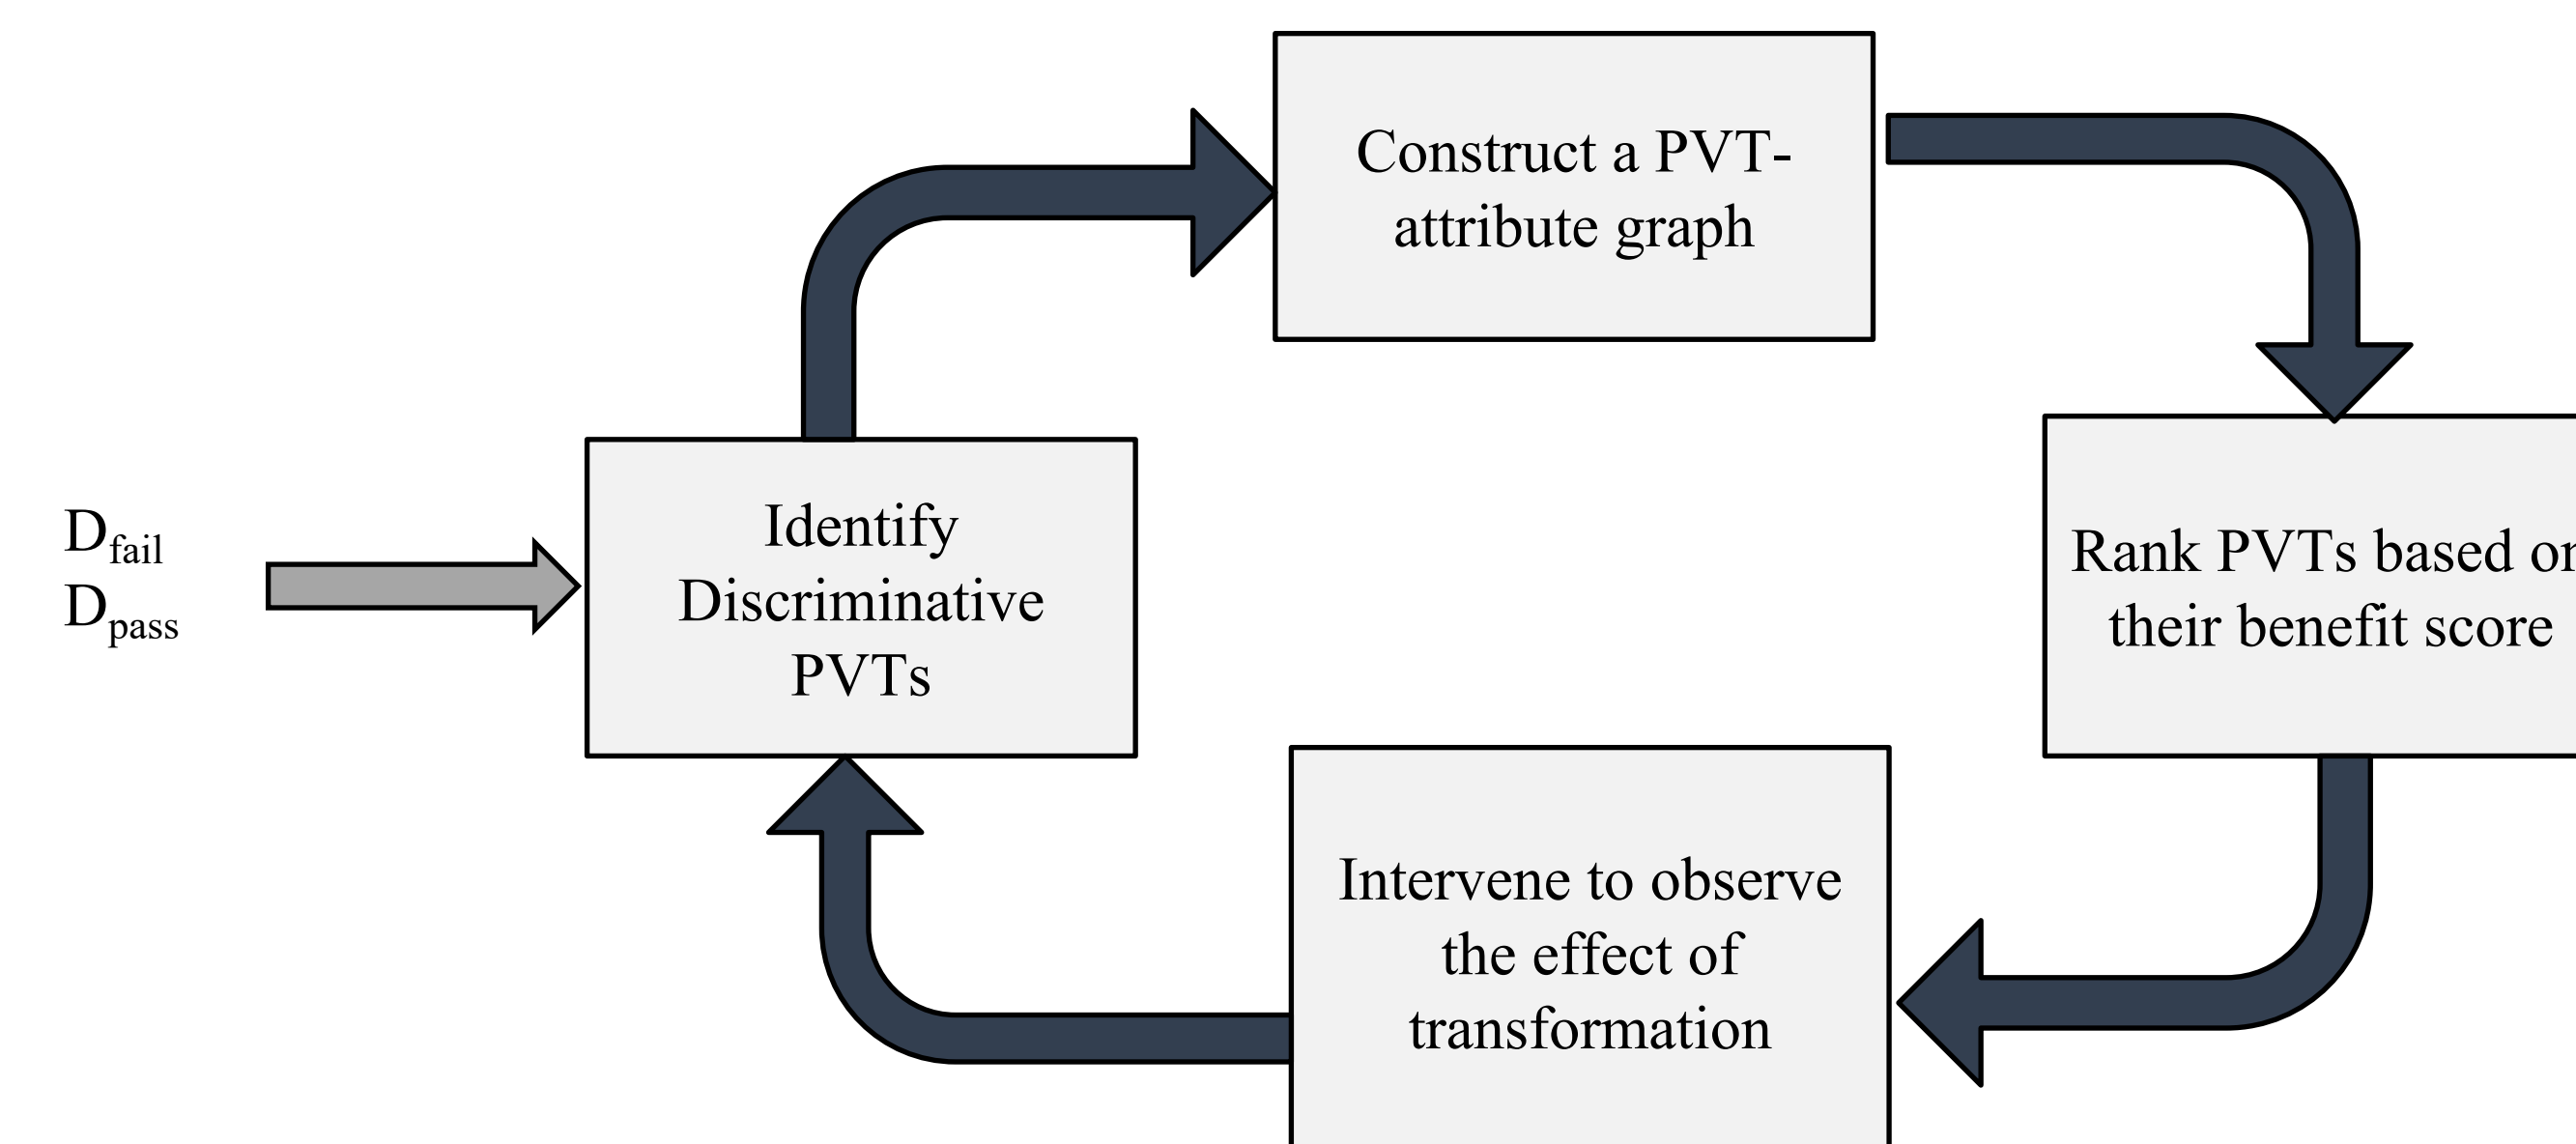 Construct a PVT-
attribute graph
D_fail
D_pass
Identify
Discriminative
PVTs
Rank PVTs based on
their benefit score
Intervene to observe
the effect of
transformation